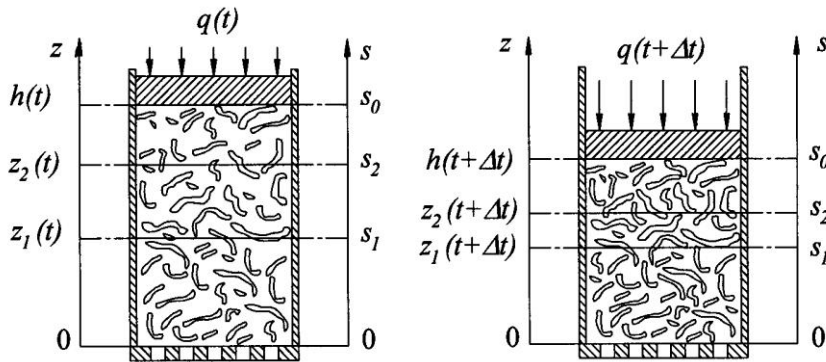 q(t)
z
s
h(t)
s0
z2(t)
s2
z1(t)
s1
0
0
q(t+Δt)
z
s
h(t+Δt)
s0
z2(t+Δt)
s2
z1(t+Δt)
s1
0
0